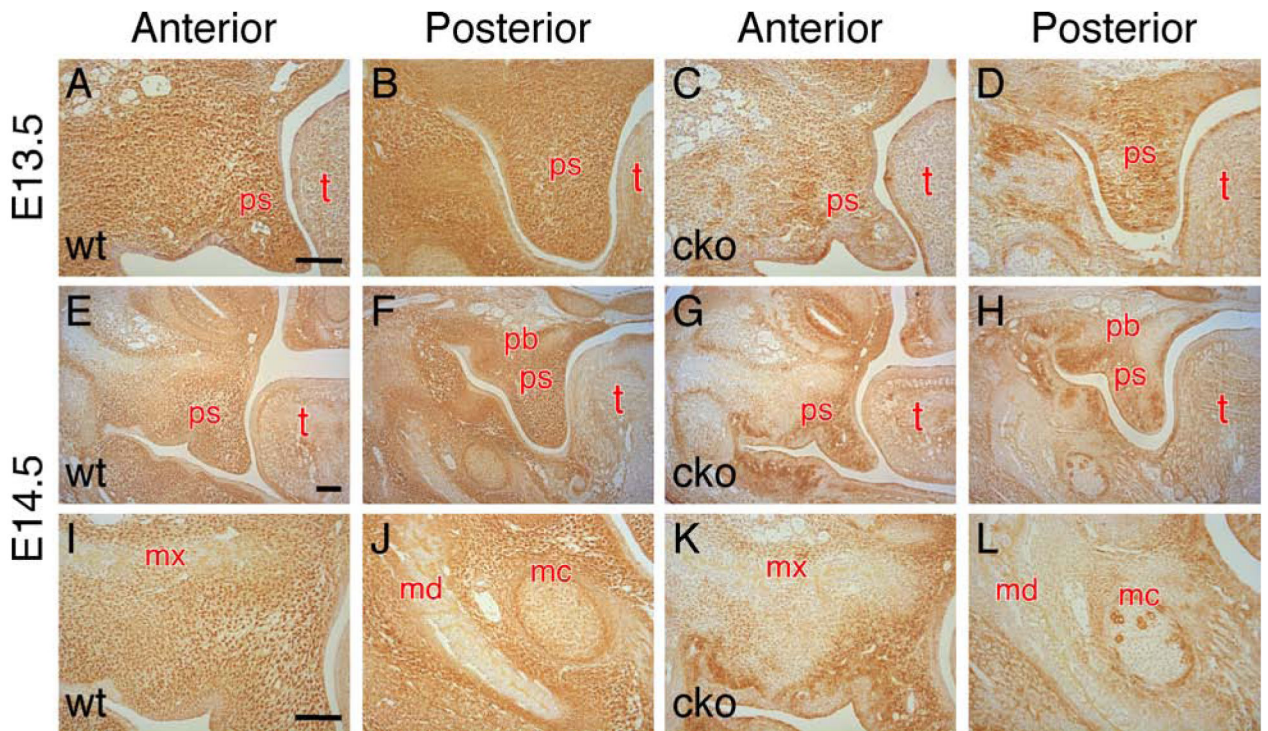 Anterior Posterior Anterior Posterior
E13.5
A B C D
ps ps ps ps
t t t t
wt cko
E14.5
E F G H
pb pb
ps ps ps ps
t t t t
wt cko
I J K L
mx mc mx mc
md md
wt cko